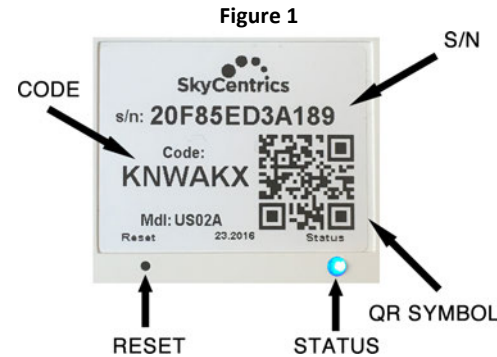 Figure 1
S/N
CODE
SkyCentrics
s/n: 20F85ED3A189
Code:
KNWAKX
Mdl: US02A
Reset 23.2016 Status
QR SYMBOL
RESET STATUS